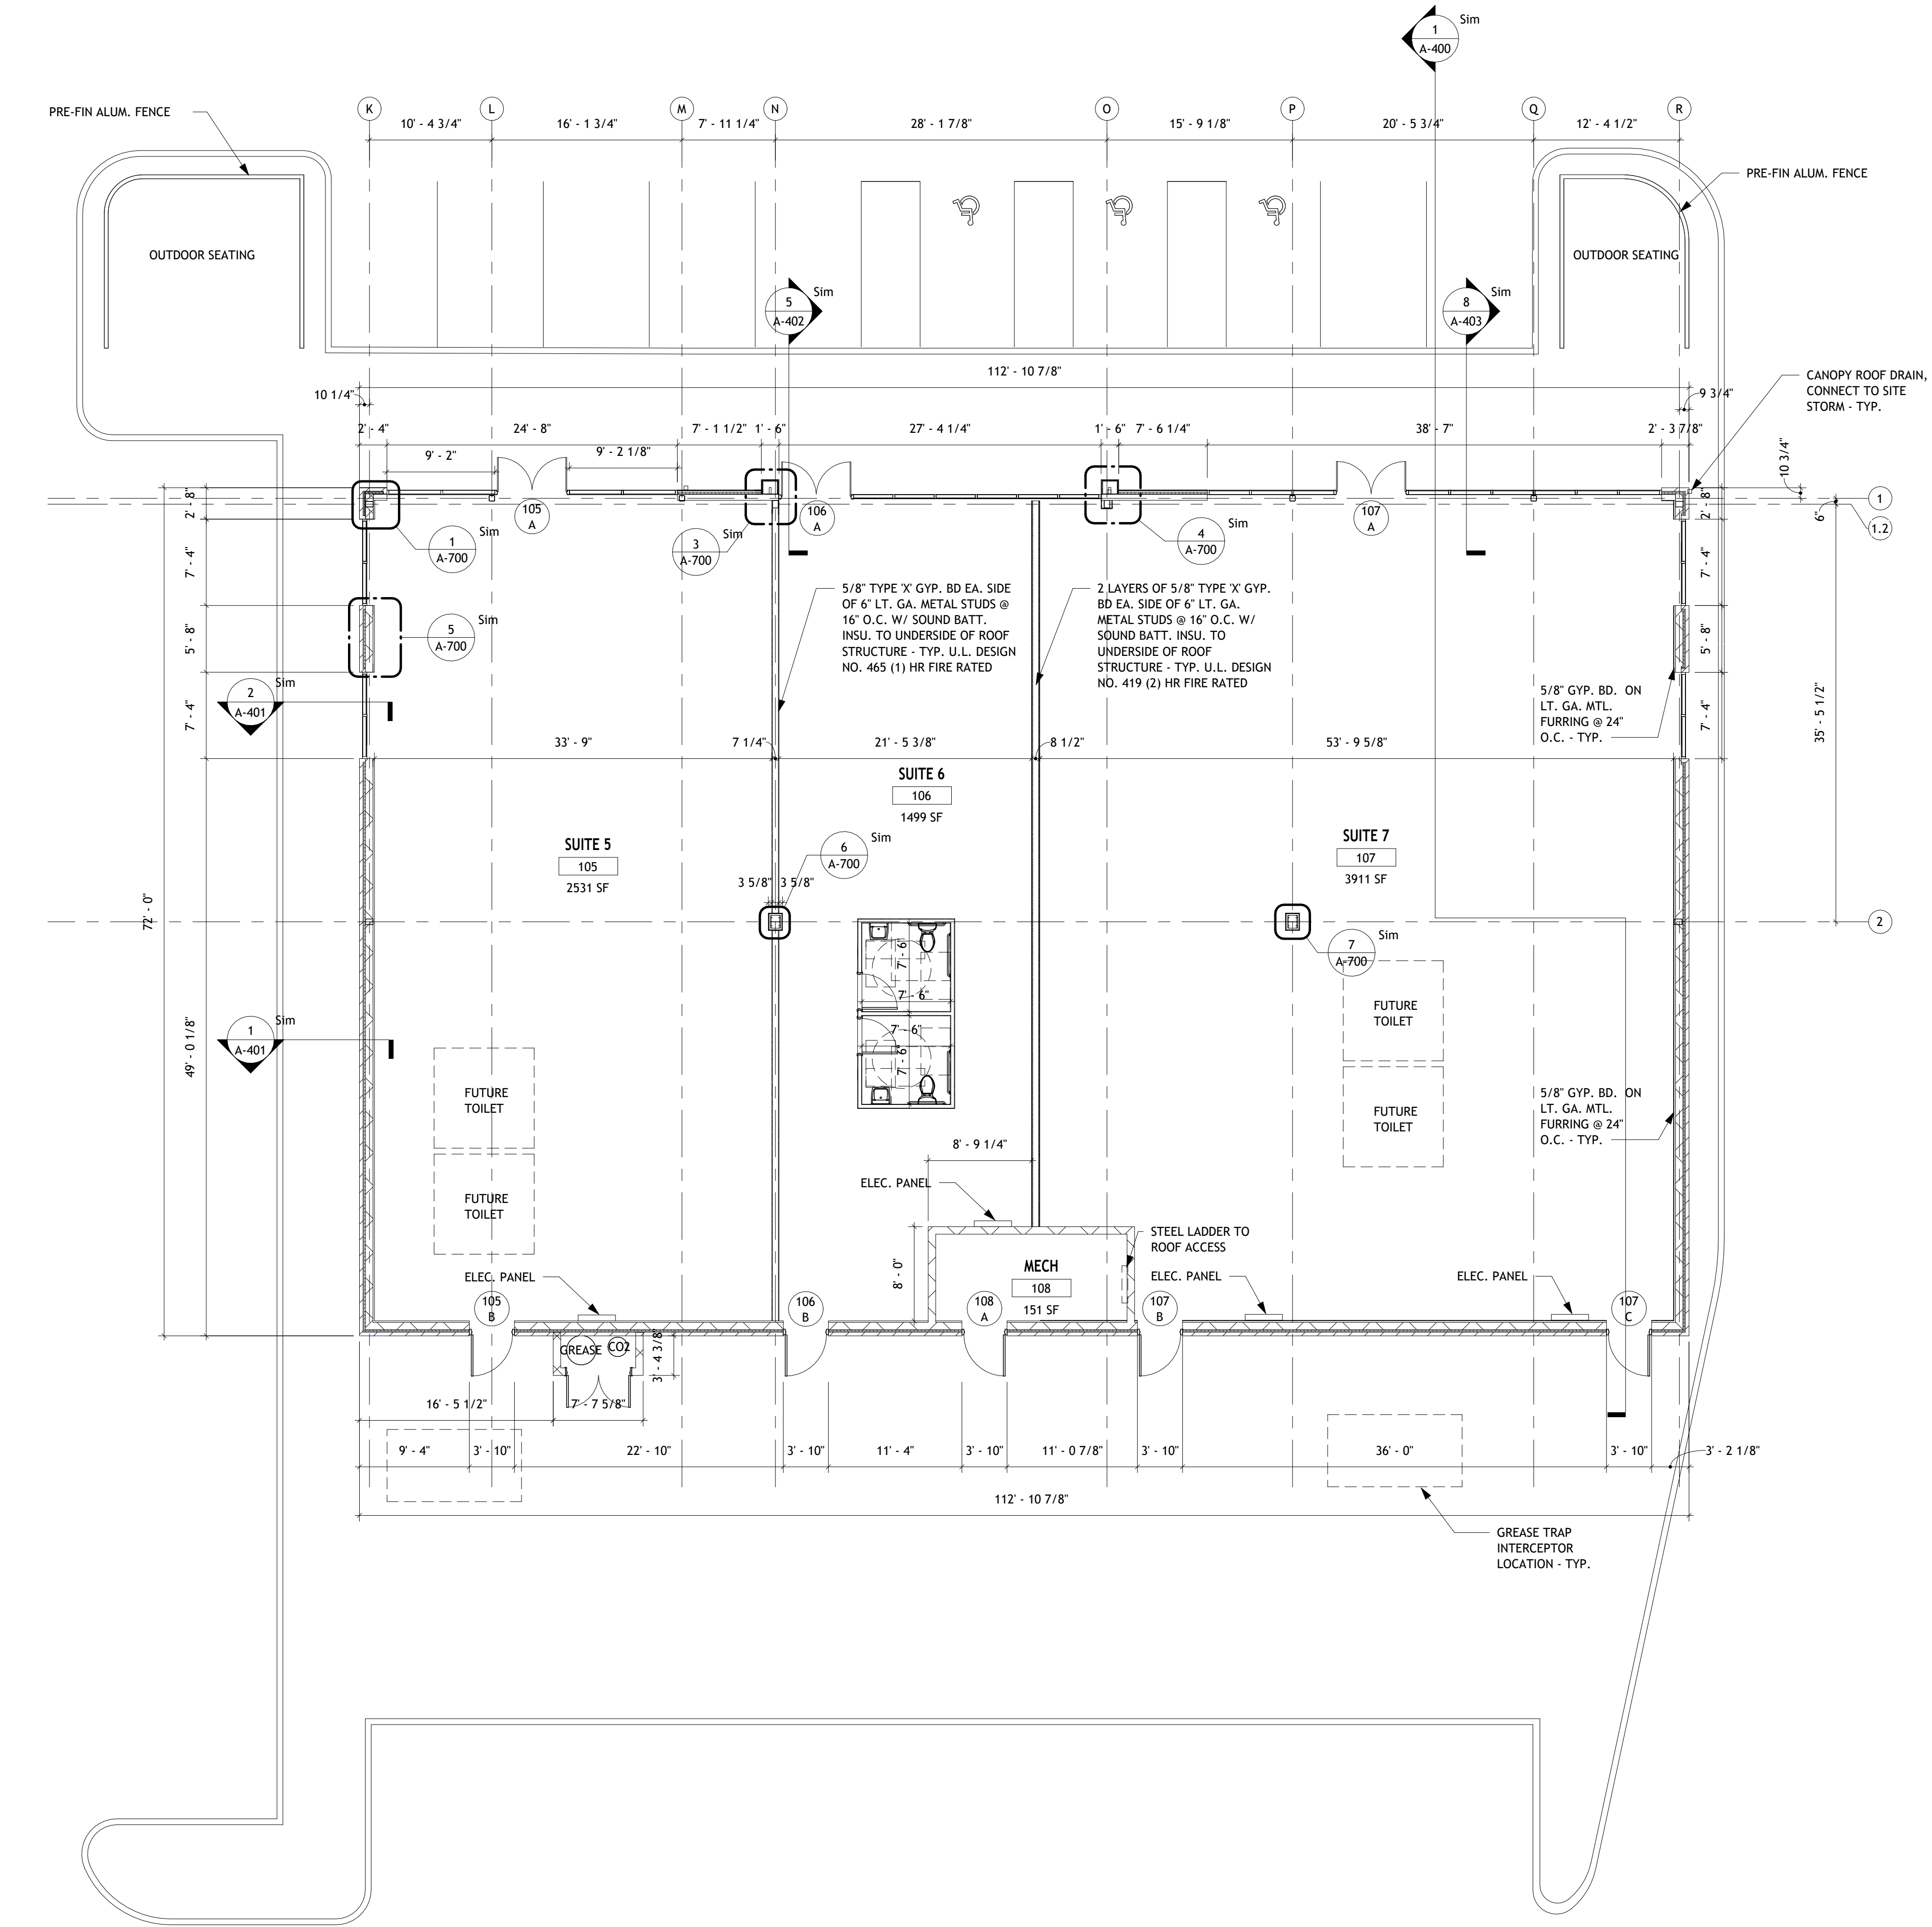 1
Sim
A-400
K
L
M
N
O
P
Q
R
PRE-FIN ALUM. FENCE
10' - 4 3/4"
16' - 1 3/4"
7' - 11 1/4"
28' - 1 7/8"
15' - 9 1/8"
20' - 5 3/4"
12' - 4 1/2"
PRE-FIN ALUM. FENCE
OUTDOOR SEATING
OUTDOOR SEATING
5
Sim
A-402
8
Sim
A-403
112' - 10 7/8"
10 1/4"
9 3/4"
CANOPY ROOF DRAIN,
CONNECT TO SITE
STORM - TYP.
2' - 4"
24' - 8"
7' - 1 1/2"
1' - 6"
27' - 4 1/4"
1' - 6"
7' - 6 1/4"
38' - 7"
2' - 3 7/8"
9' - 2"
9' - 2 1/8"
10 3/4"
2' - 8"
2' - 8"
1
6"
1.2
105
A
106
A
107
A
1
Sim
A-700
3
Sim
A-700
4
Sim
A-700
7' - 4"
7' - 4"
5/8" TYPE 'X' GYP. BD EA. SIDE
OF 6" LT. GA. METAL STUDS @
16" O.C. W/ SOUND BATT.
INSU. TO UNDERSIDE OF ROOF
STRUCTURE - TYP. U.L. DESIGN
NO. 465 (1) HR FIRE RATED
2 LAYERS OF 5/8" TYPE 'X' GYP.
BD EA. SIDE OF 6" LT. GA.
METAL STUDS @ 16" O.C. W/
SOUND BATT. INSU. TO
UNDERSIDE OF ROOF
STRUCTURE - TYP. U.L. DESIGN
NO. 419 (2) HR FIRE RATED
5
Sim
A-700
5' - 8"
5' - 8"
2
Sim
A-401
5/8" GYP. BD. ON
LT. GA. MTL.
FURRING @ 24"
O.C. - TYP.
7' - 4"
7' - 4"
35' - 5 1/2"
33' - 9"
7 1/4"
21' - 5 3/8"
8 1/2"
53' - 9 5/8"
SUITE 6
106
1499 SF
SUITE 5
105
2531 SF
SUITE 7
107
3911 SF
6
Sim
A-700
3 5/8"
3 5/8"
72' - 0"
2
7
Sim
A-700
7' - 6"
7' - 6"
7' - 6"
7' - 6"
FUTURE
TOILET
1
Sim
A-401
49' - 0 1/8"
FUTURE
TOILET
FUTURE
TOILET
5/8" GYP. BD. ON
LT. GA. MTL.
FURRING @ 24"
O.C. - TYP.
8' - 9 1/4"
ELEC. PANEL
FUTURE
TOILET
STEEL LADDER TO
ROOF ACCESS
8' - 0"
MECH
108
151 SF
ELEC. PANEL
ELEC. PANEL
ELEC. PANEL
105
B
106
B
108
A
107
B
107
C
GREASE
CO2
3' - 4 3/8"
16' - 5 1/2"
7' - 7 5/8"
9' - 4"
3' - 10"
22' - 10"
3' - 10"
11' - 4"
3' - 10"
11' - 0 7/8"
3' - 10"
36' - 0"
3' - 10"
3' - 2 1/8"
112' - 10 7/8"
GREASE TRAP
INTERCEPTOR
LOCATION - TYP.